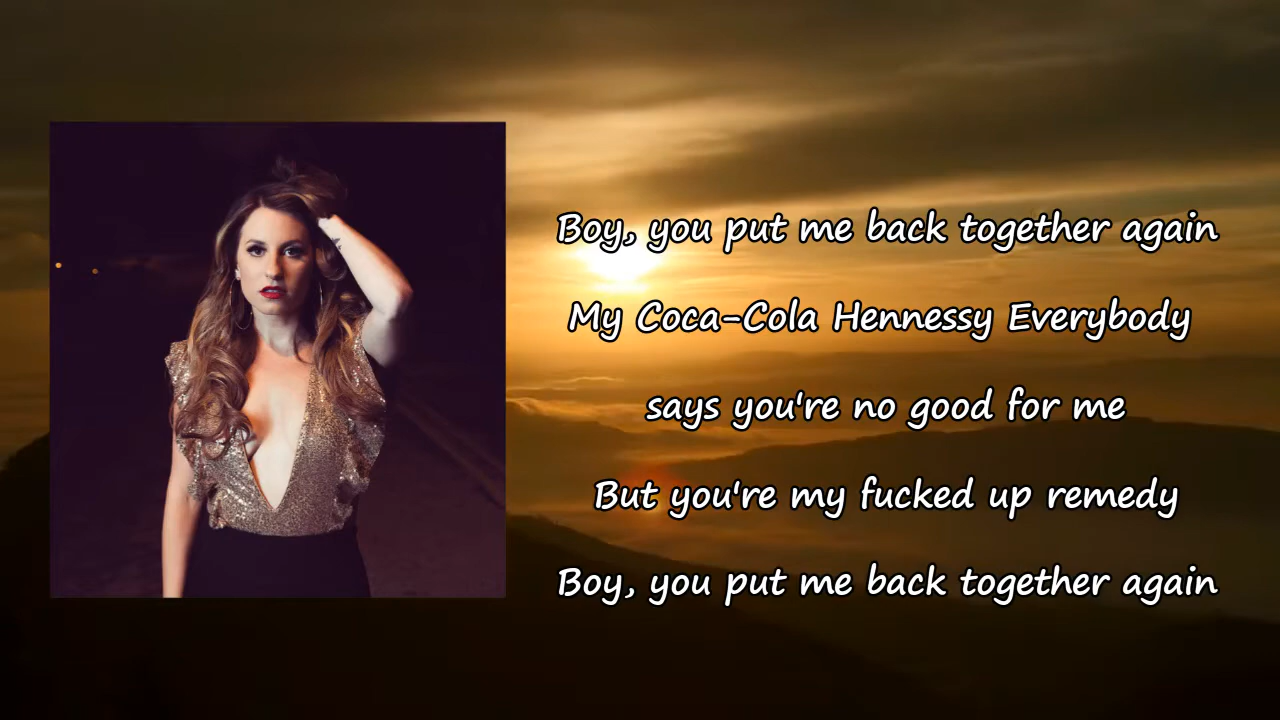 Boy, you put me back together again
My Coca-Cola Hennessy Everybody
says you're no good for me
But you're my fucked up remedy
Boy, you put me back together again